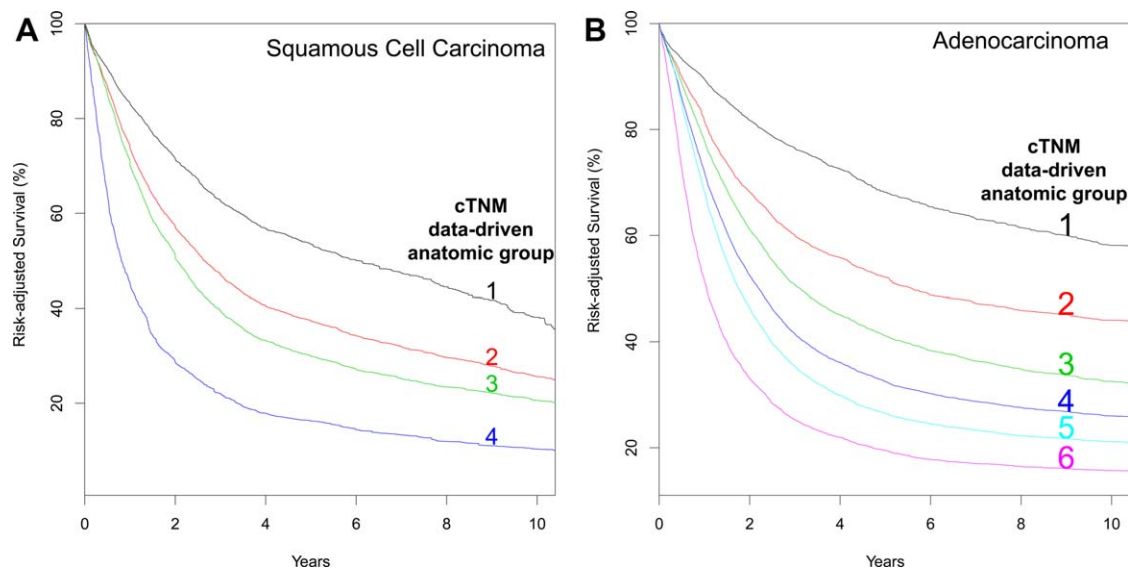 A
Squamous Cell Carcinoma
100
80
60
40
20
Risk-adjusted Survival (%)
cTNM
data-driven
anatomic group
1
2
3
4
0 2 4 6 8 10
Years
B
Adenocarcinoma
100
80
60
40
20
Risk-adjusted Survival (%)
cTNM
data-driven
anatomic group
1
2
3
4
5
6
0 2 4 6 8 10
Years